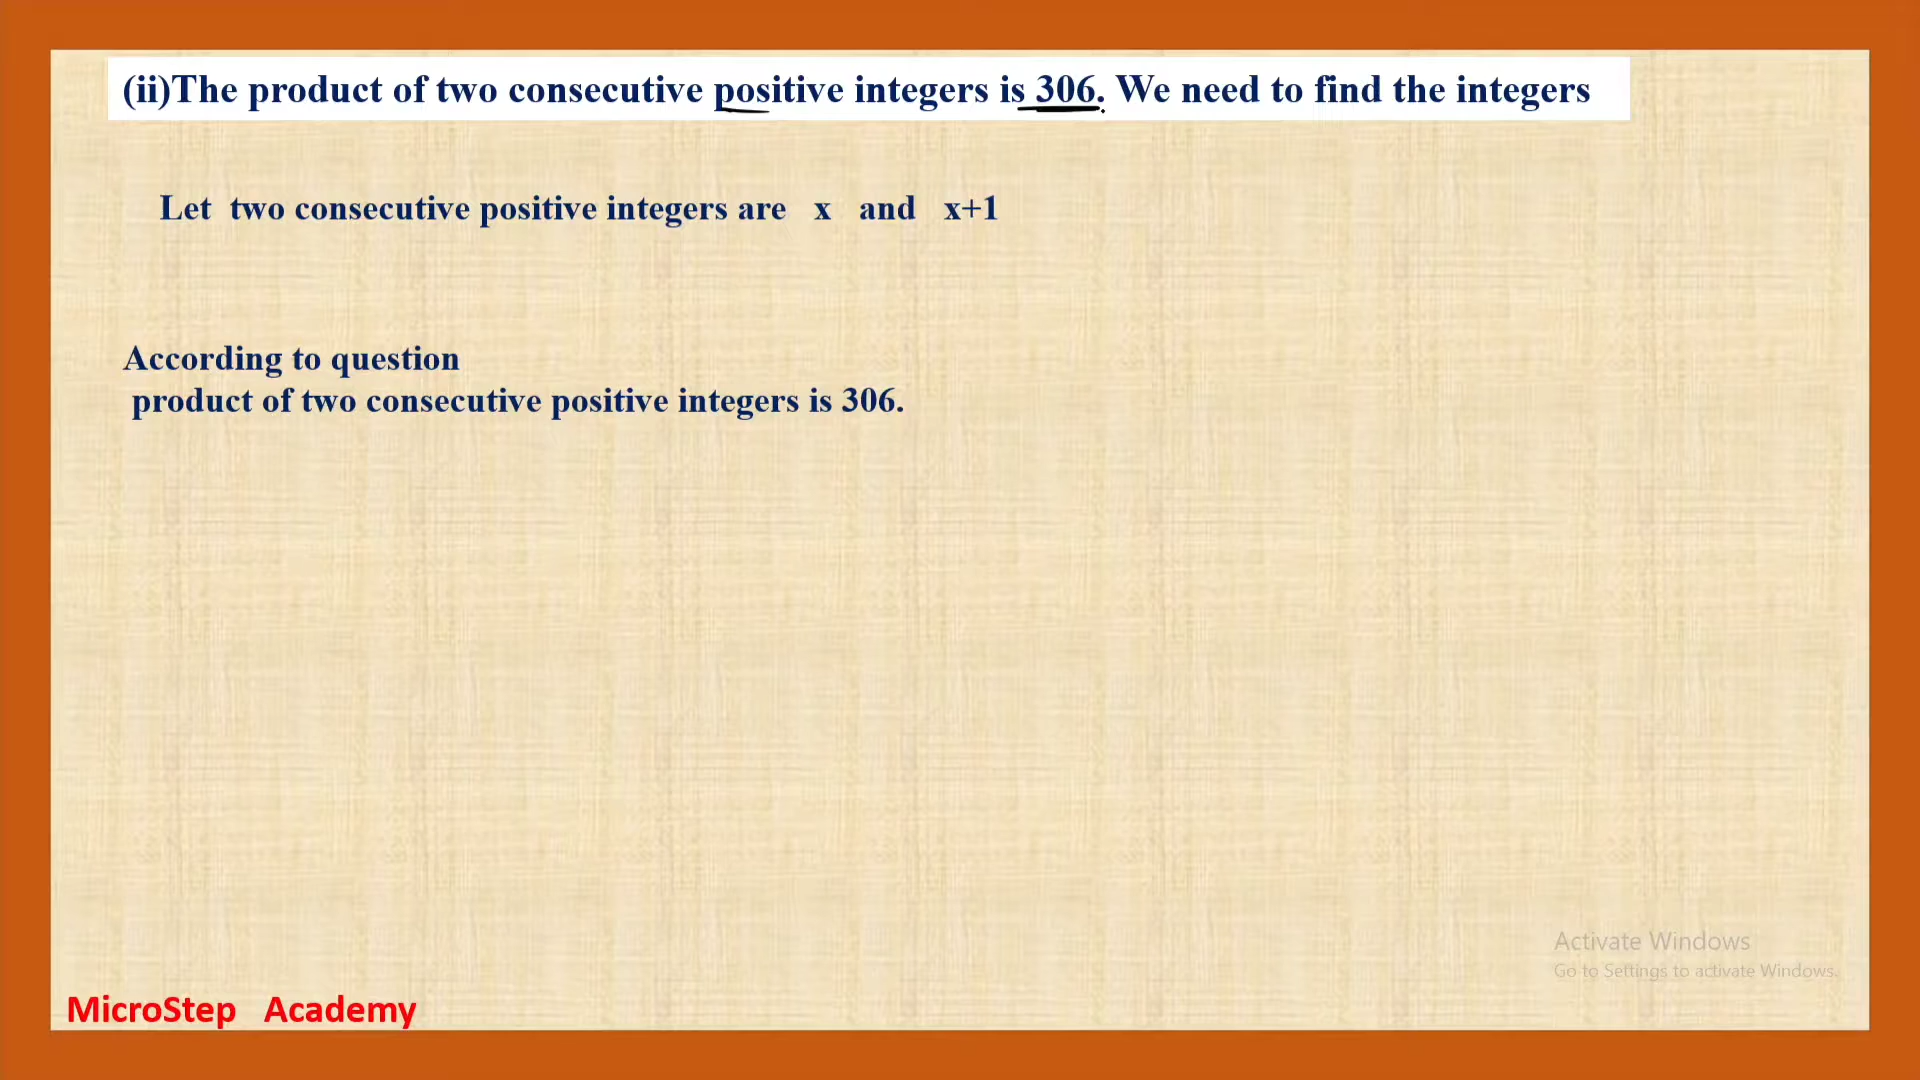 (ii)The product of two consecutive positive integers is 306. We need to find the integers
Let two consecutive positive integers are x and x+1
According to question
product of two consecutive positive integers is 306.
Activate Windows
Go to Settings to activate Windows.
MicroStep Academy